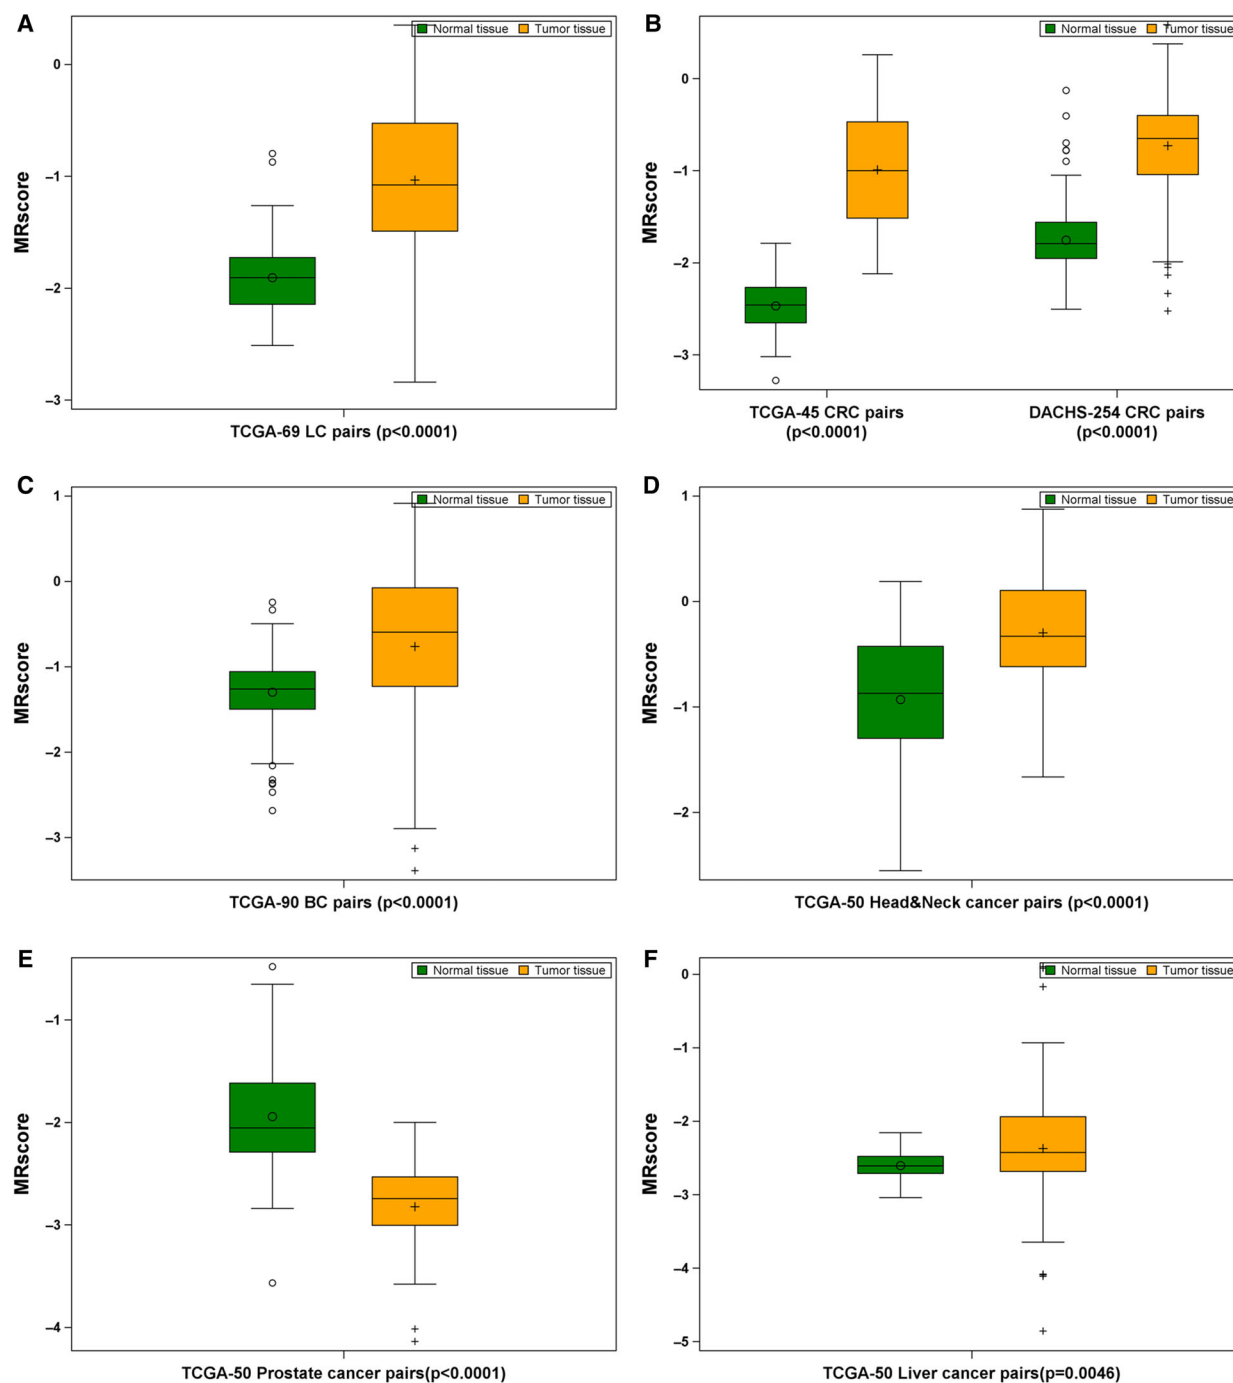 A
Normal tissue Tumor tissue
MRscore
0
–1
–2
–3
TCGA-69 LC pairs (p<0.0001)
B
Normal tissue Tumor tissue
MRscore
0
–1
–2
–3
TCGA-45 CRC pairs
(p<0.0001)
DACHS-254 CRC pairs
(p<0.0001)
C
Normal tissue Tumor tissue
MRscore
1
0
–1
–2
–3
TCGA-90 BC pairs (p<0.0001)
D
Normal tissue Tumor tissue
MRscore
1
0
–1
–2
TCGA-50 Head&Neck cancer pairs (p<0.0001)
E
Normal tissue Tumor tissue
MRscore
–1
–2
–3
–4
TCGA-50 Prostate cancer pairs(p<0.0001)
F
Normal tissue Tumor tissue
MRscore
0
–1
–2
–3
–4
–5
TCGA-50 Liver cancer pairs(p=0.0046)